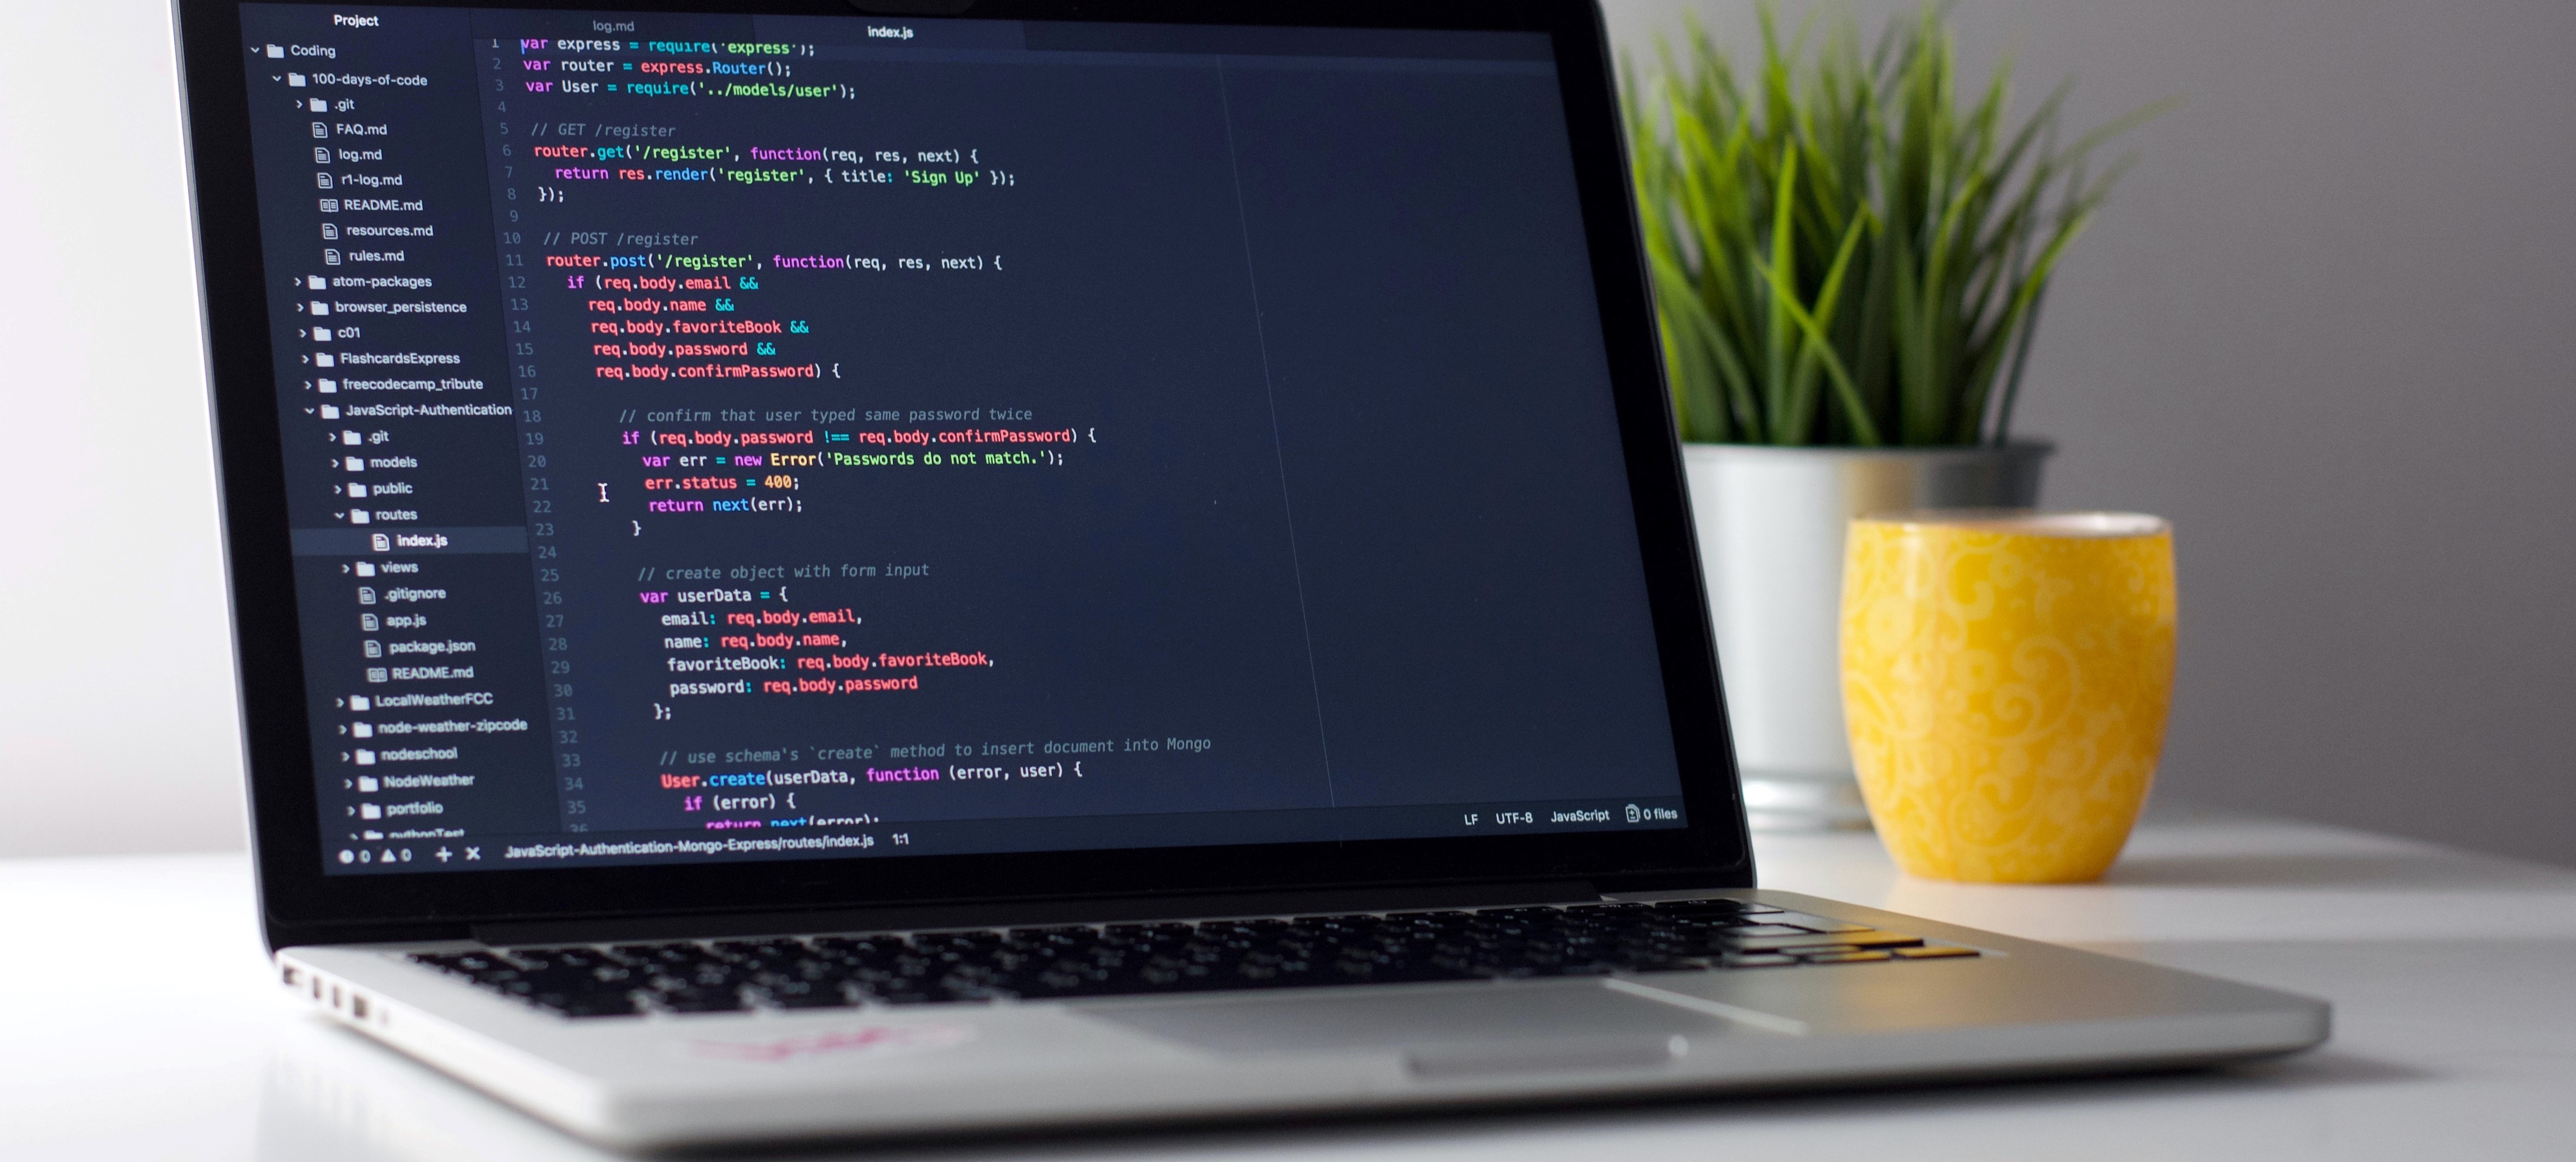 Project
Coding
100-days-of-code
.git
FAQ.md
log.md
r1-log.md
README.md
resources.md
rules.md
atom-packages
browser_persistence
c01
FlashcardsExpress
freecodecamp_tribute
JavaScript-Authentication
.git
models
public
routes
index.js
views
.gitignore
app.js
package.json
README.md
LocalWeatherFCC
node-weather-zipcode
nodeschool
NodeWeather
portfolio
pythonTest
log.md
index.js
1 var express = require('express');
2 var router = express.Router();
3 var User = require('../models/user');
4
5 // GET /register
6 router.get('/register', function(req, res, next) {
7 return res.render('register', { title: 'Sign Up' });
8 });
9
10 // POST /register
11 router.post('/register', function(req, res, next) {
12 if (req.body.email &&
13 req.body.name &&
14 req.body.favoriteBook &&
15 req.body.password &&
16 req.body.confirmPassword) {
17
18 // confirm that user typed same password twice
19 if (req.body.password !== req.body.confirmPassword) {
20 var err = new Error('Passwords do not match.');
21 err.status = 400;
22 return next(err);
23 }
24
25 // create object with form input
26 var userData = {
27 email: req.body.email,
28 name: req.body.name,
29 favoriteBook: req.body.favoriteBook,
30 password: req.body.password
31 };
32
33 // use schema's `create` method to insert document into Mongo
34 User.create(userData, function (error, user) {
35 if (error) {
36 return next(error);
0 0 JavaScript-Authentication-Mongo-Express/routes/index.js 1:1 LF UTF-8 JavaScript 0 files